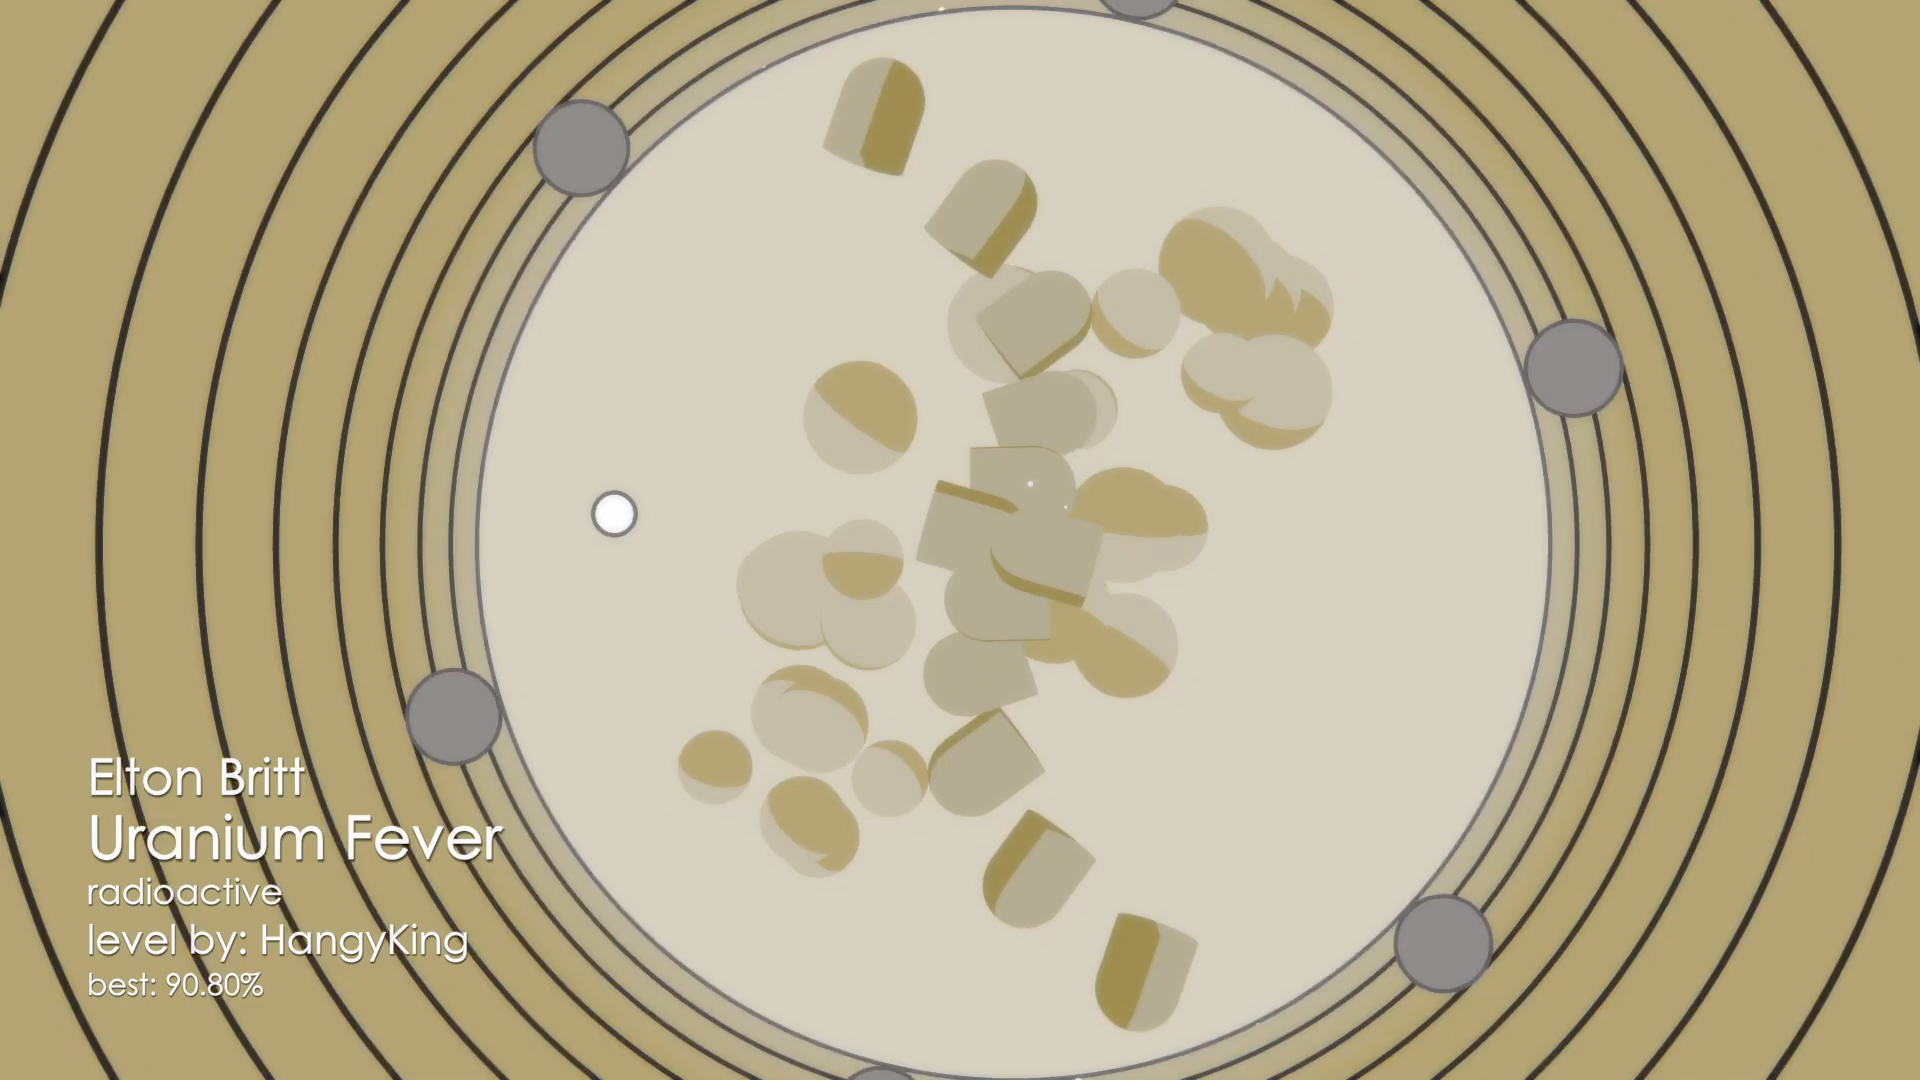 Elton Britt
Uranium Fever
radioactive
level by: HangyKing
best: 90.80%